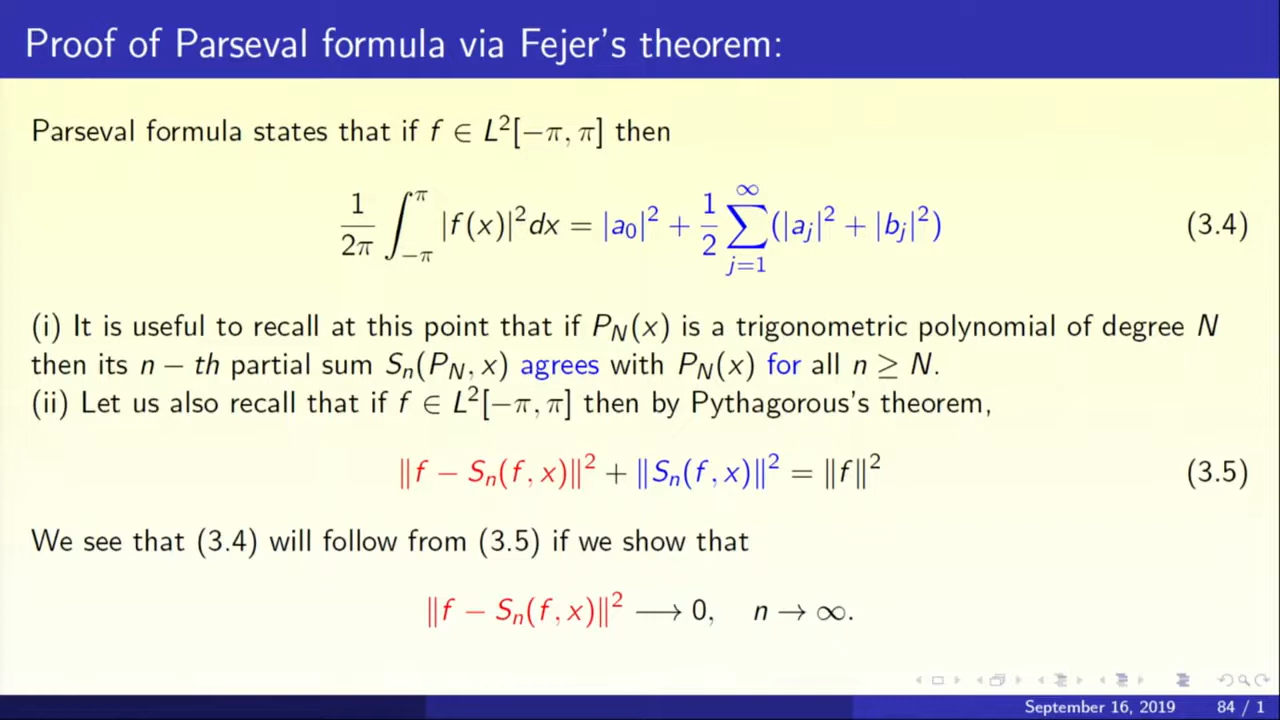 Proof of Parseval formula via Fejer's theorem:
Parseval formula states that if f ∈ L²[−π, π] then
1/2π ∫_{−π}^{π} |f(x)|²dx = |a₀|² + 1/2 ∑_{j=1}^{∞} (|a_j|² + |b_j|²) (3.4)
(i) It is useful to recall at this point that if P_N(x) is a trigonometric polynomial of degree N
then its n − th partial sum S_n(P_N, x) agrees with P_N(x) for all n ≥ N.
(ii) Let us also recall that if f ∈ L²[−π, π] then by Pythagorous's theorem,
‖f − S_n(f, x)‖² + ‖S_n(f, x)‖² = ‖f‖² (3.5)
We see that (3.4) will follow from (3.5) if we show that
‖f − S_n(f, x)‖² ⟶ 0, n → ∞.
September 16, 2019 84 / 1